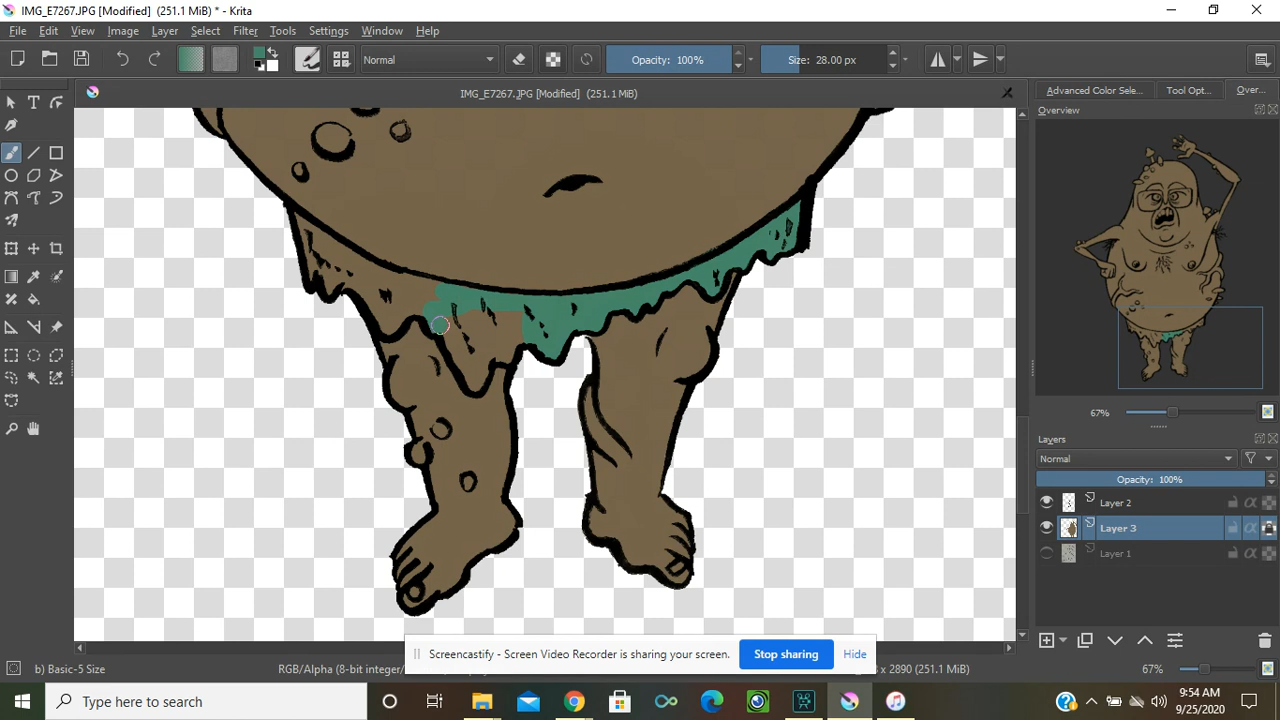 IMG_E7267.JPG [Modified] (251.1 MiB) * - Krita
File Edit View Image Layer Select Filter Tools Settings Window Help
Normal
Opacity: 100%
Size: 28.00 px
IMG_E7267.JPG [Modified] (251.1 MiB)
Advanced Color Sele...
Tool Opt...
Over...
Overview
67%
Layers
Normal
Opacity: 100%
Layer 2
Layer 3
Layer 1
Screencastify - Screen Video Recorder is sharing your screen.
Stop sharing
Hide
b) Basic-5 Size
RGB/Alpha (8-bit integer/
x 2890 (251.1 MiB)
67%
Type here to search
9:54 AM
9/25/2020